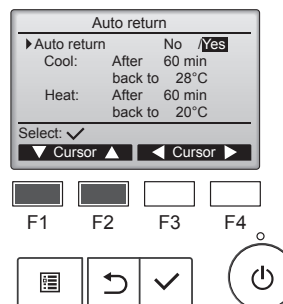 Auto return
▶Auto return No / Yes
Cool: After 60 min
back to 28°C
Heat: After 60 min
back to 20°C
Select: ✓
▼ Cursor ▲ ◀ Cursor ▶
F1 F2 F3 F4